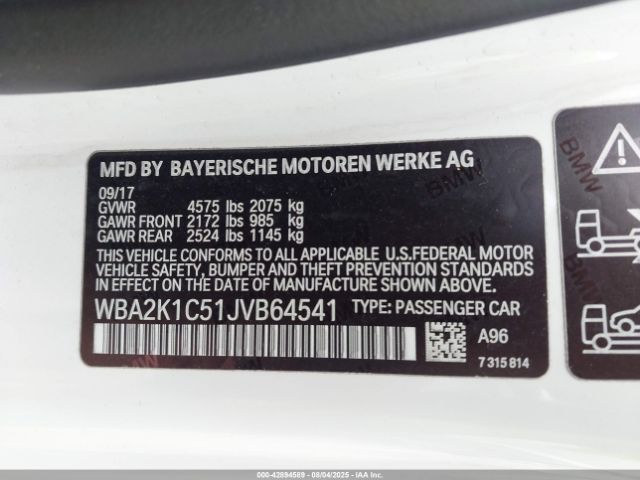 MFD BY BAYERISCHE MOTOREN WERKE AG
09/17
GVWR 4575 lbs 2075 kg
GAWR FRONT 2172 lbs 985 kg
GAWR REAR 2524 lbs 1145 kg
THIS VEHICLE CONFORMS TO ALL APPLICABLE U.S.FEDERAL MOTOR
VEHICLE SAFETY, BUMPER AND THEFT PREVENTION STANDARDS
IN EFFECT ON THE DATE OF MANUFACTURE SHOWN ABOVE.
WBA2K1C51JVB64541 TYPE: PASSENGER CAR
A96
7315814
BMW
000-42894589 - 08/04/2025 - IAAI.COM